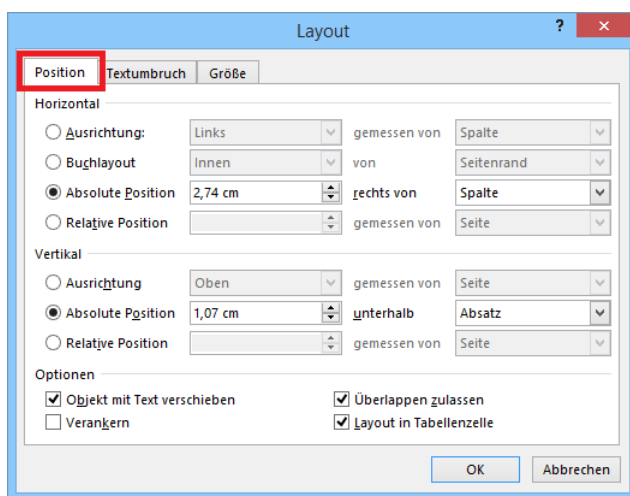 Layout ? ×
Position Textumbruch Größe
Horizontal
Ausrichtung: Links gemessen von Spalte
Buchlayout Innen von Seitenrand
Absolute Position 2,74 cm rechts von Spalte
Relative Position gemessen von Seite
Vertikal
Ausrichtung Oben gemessen von Seite
Absolute Position 1,07 cm unterhalb Absatz
Relative Position gemessen von Seite
Optionen
Objekt mit Text verschieben Überlappen zulassen
Verankern Layout in Tabellenzelle
OK Abbrechen